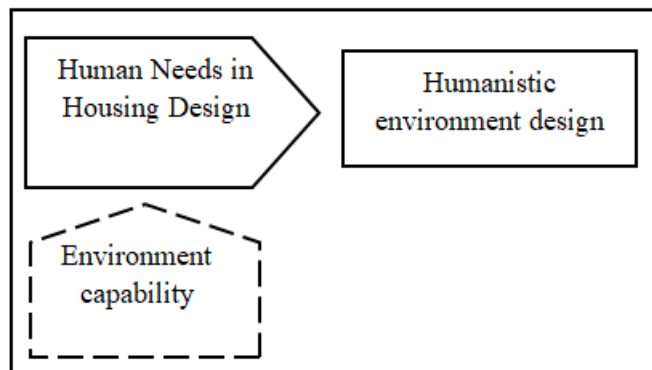 Human Needs in
Housing Design
Humanistic
environment design
Environment
capability